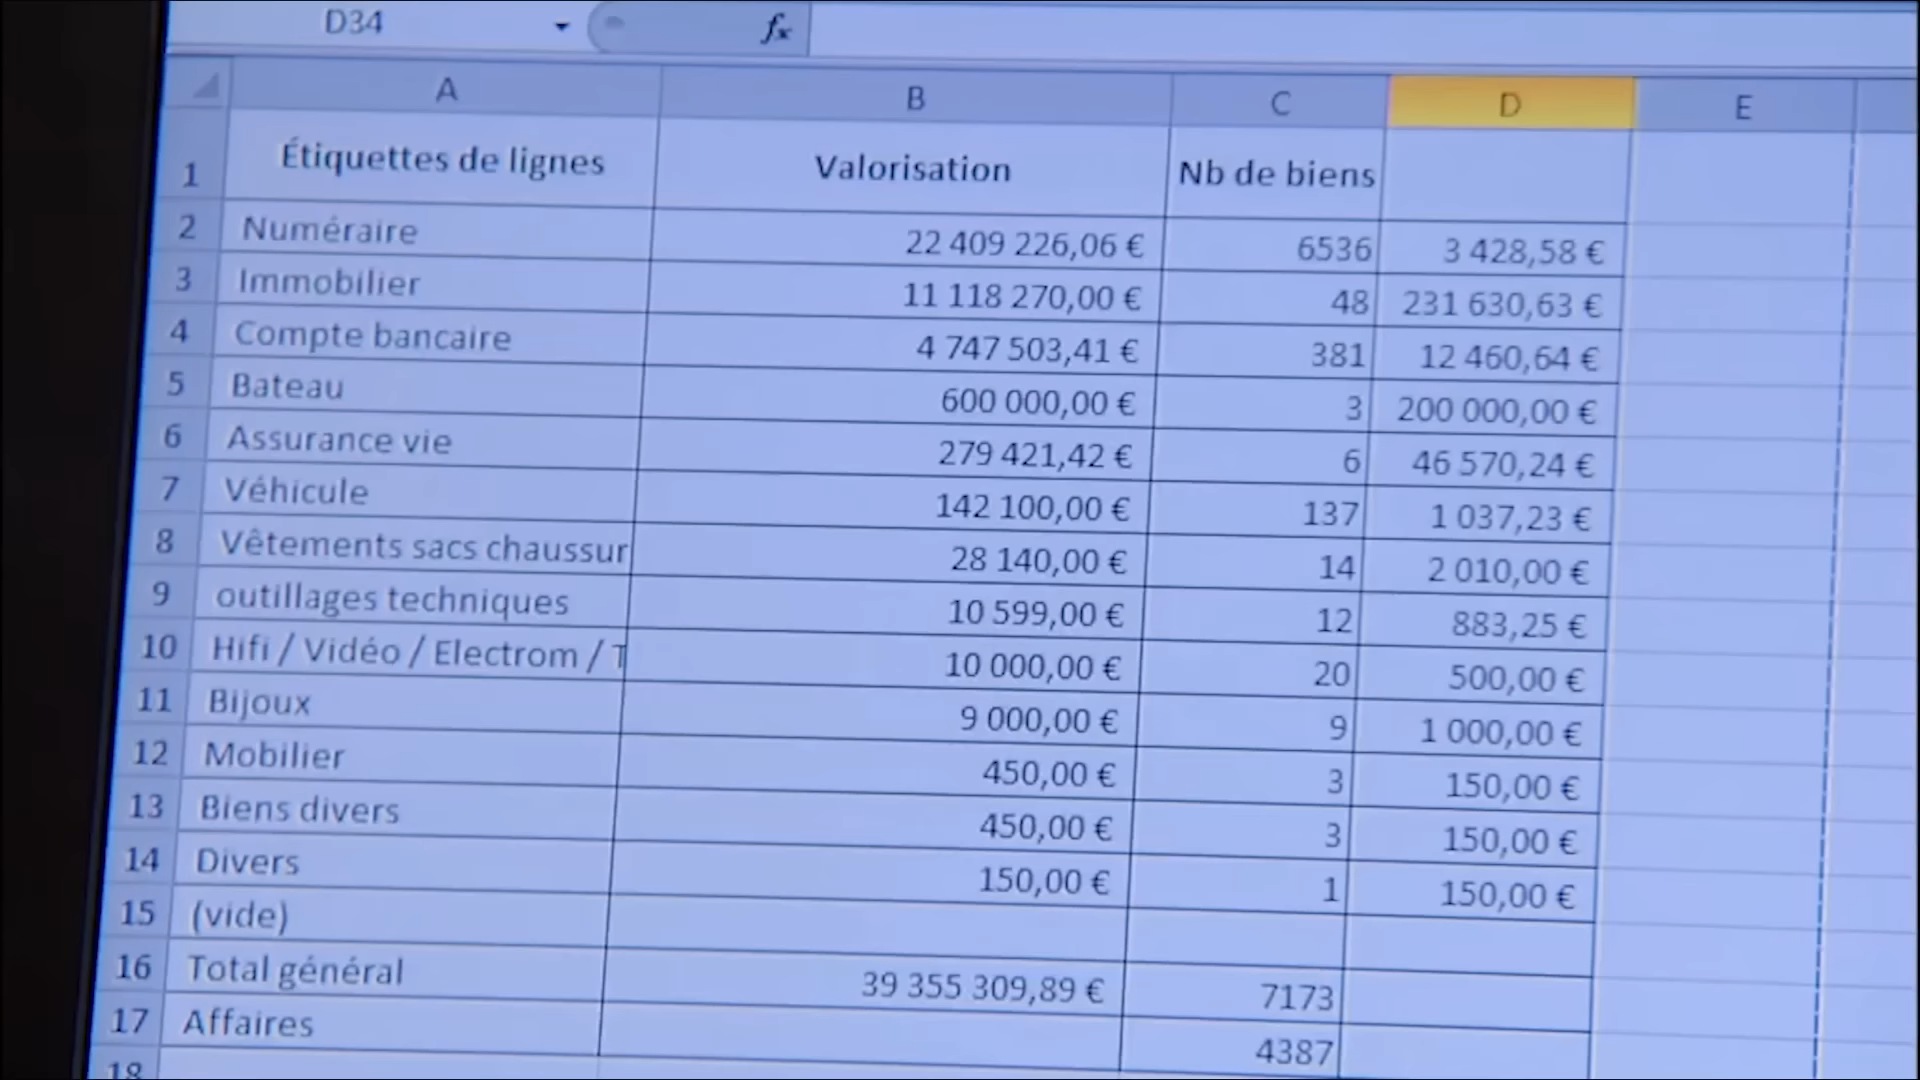 D34 fx
A B C D E
1 Étiquettes de lignes Valorisation Nb de biens
2 Numéraire 22 409 226,06 € 6536 3 428,58 €
3 Immobilier 11 118 270,00 € 48 231 630,63 €
4 Compte bancaire 4 747 503,41 € 381 12 460,64 €
5 Bateau 600 000,00 € 3 200 000,00 €
6 Assurance vie 279 421,42 € 6 46 570,24 €
7 Véhicule 142 100,00 € 137 1 037,23 €
8 Vêtements sacs chaussur 28 140,00 € 14 2 010,00 €
9 outillages techniques 10 599,00 € 12 883,25 €
10 Hifi / Vidéo / Electrom / T 10 000,00 € 20 500,00 €
11 Bijoux 9 000,00 € 9 1 000,00 €
12 Mobilier 450,00 € 3 150,00 €
13 Biens divers 450,00 € 3 150,00 €
14 Divers 150,00 € 1 150,00 €
15 (vide)
16 Total général 39 355 309,89 € 7173
17 Affaires 4387
18